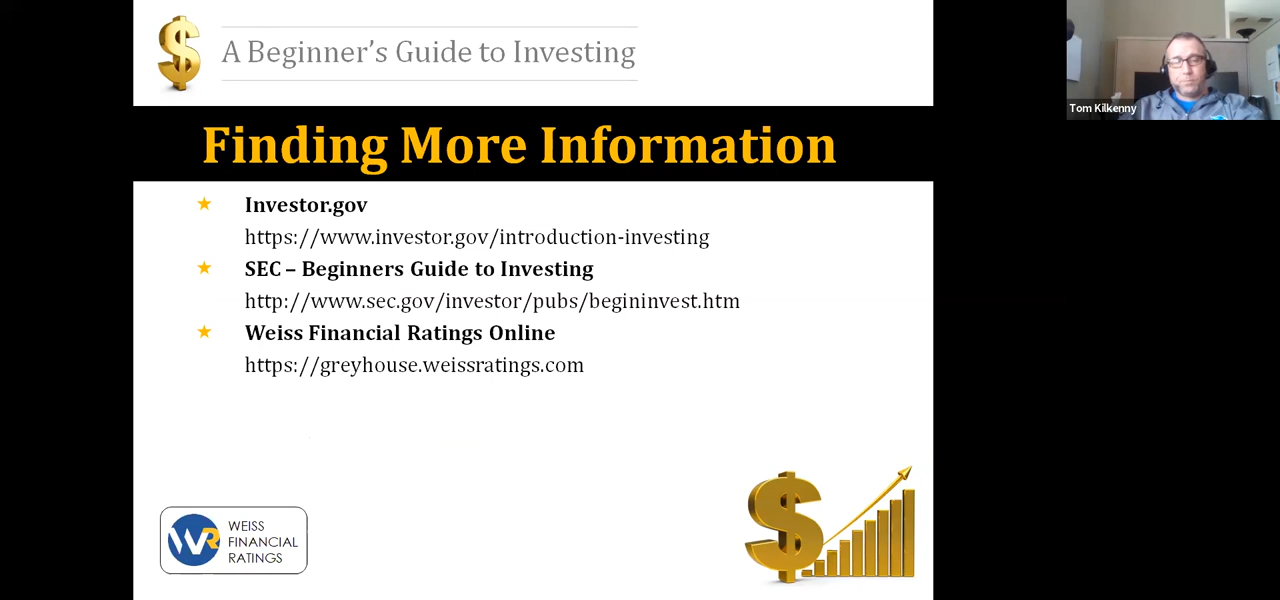 A Beginner’s Guide to Investing
Tom Kilkenny
Finding More Information
Investor.gov
https://www.investor.gov/introduction-investing
SEC – Beginners Guide to Investing
http://www.sec.gov/investor/pubs/begininvest.htm
Weiss Financial Ratings Online
https://greyhouse.weissratings.com
WR
WEISS
FINANCIAL
RATINGS